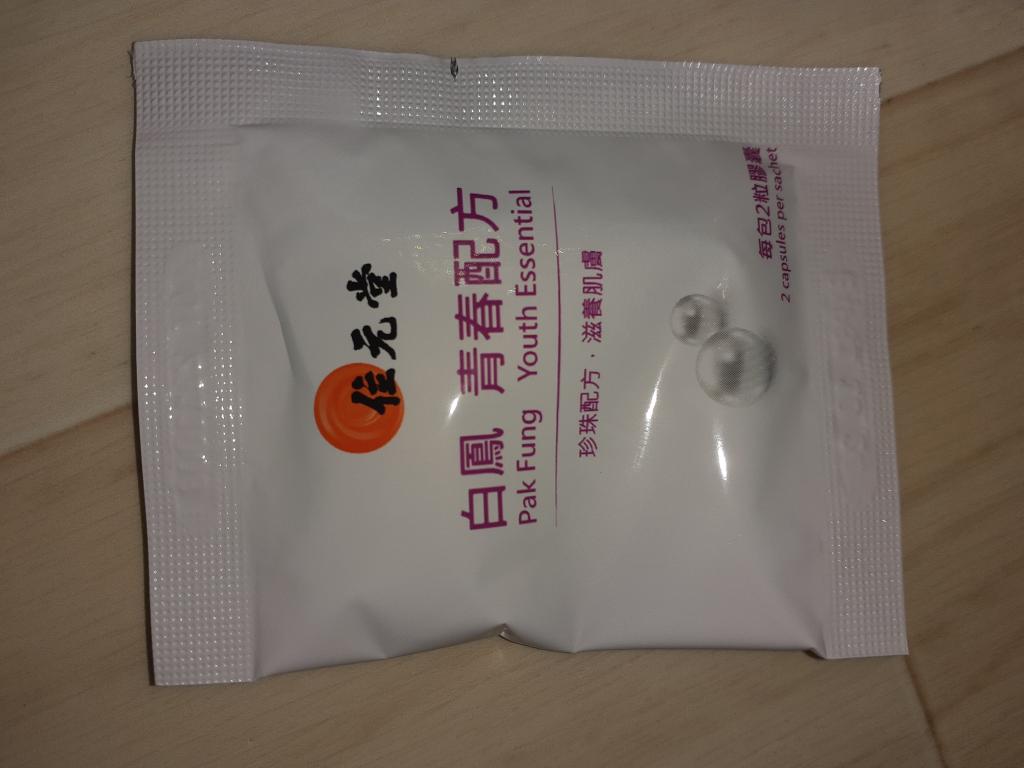 位元堂
白鳳 青春配方
Pak Fung Youth Essential
珍珠配方．滋養肌膚
每包2粒膠囊
2 capsules per sachet